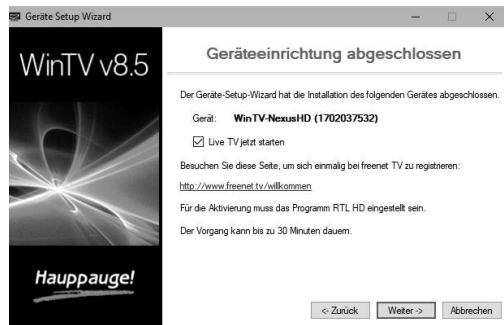 Geräte Setup Wizard
WinTV v8.5
Hauppauge!
Geräteeinrichtung abgeschlossen
Der Geräte-Setup-Wizard hat die Installation des folgenden Gerätes abgeschlossen.
Gerät: WinTV-NexusHD (1702037532)
Live TV jetzt starten
Besuchen Sie diese Seite, um sich einmalig bei freenet TV zu registrieren:
http://www.freenet.tv/willkommen
Für die Aktivierung muss das Programm RTL HD eingestellt sein.
Der Vorgang kann bis zu 30 Minuten dauern.
<- Zurück Weiter -> Abbrechen